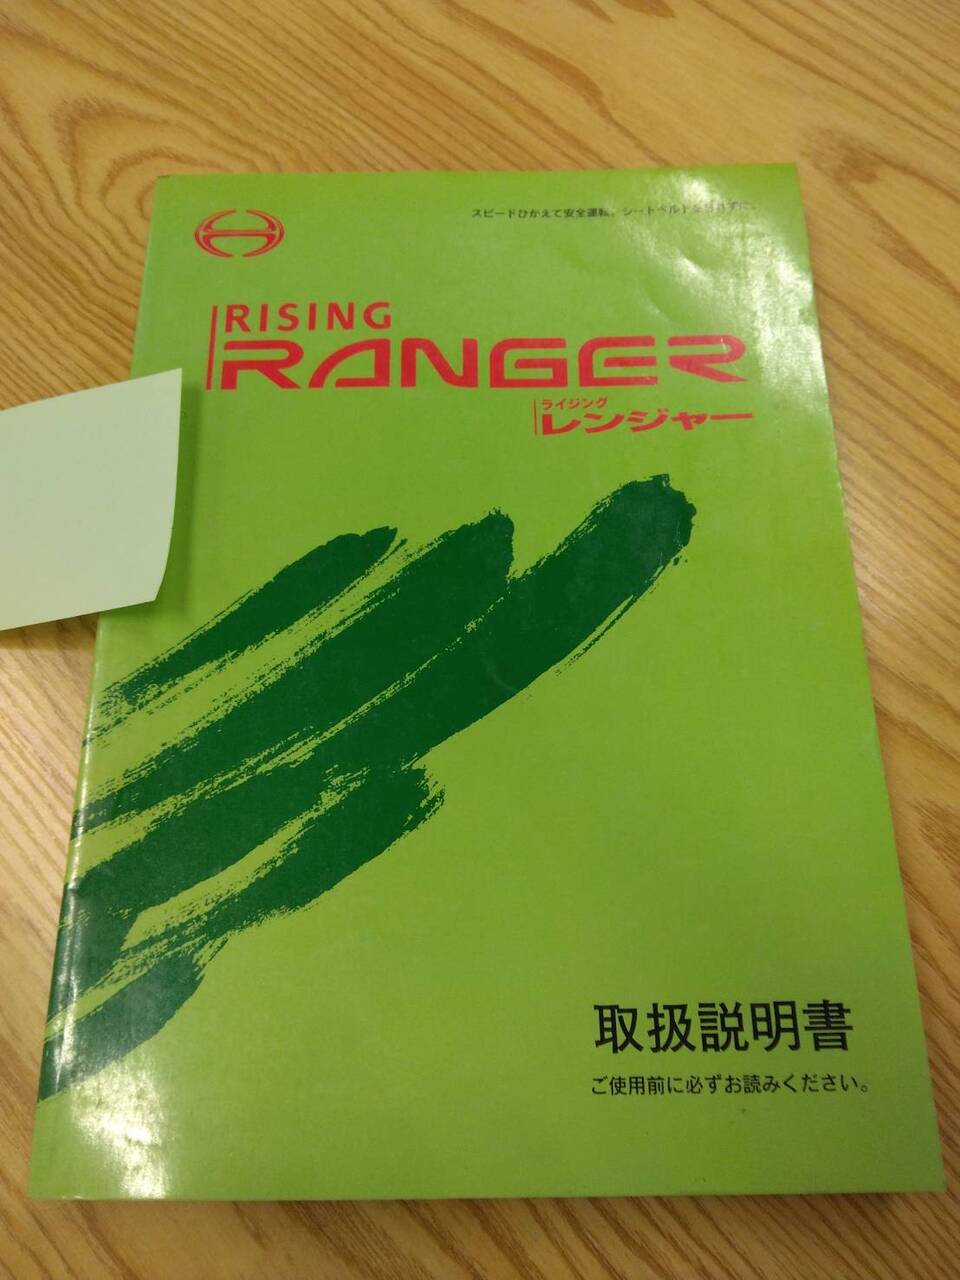 スピードひかえて安全運転、シートベルトを忘れずに。
RISING
RANGER
ライジング
レンジャー
取扱説明書
ご使用前に必ずお読みください。